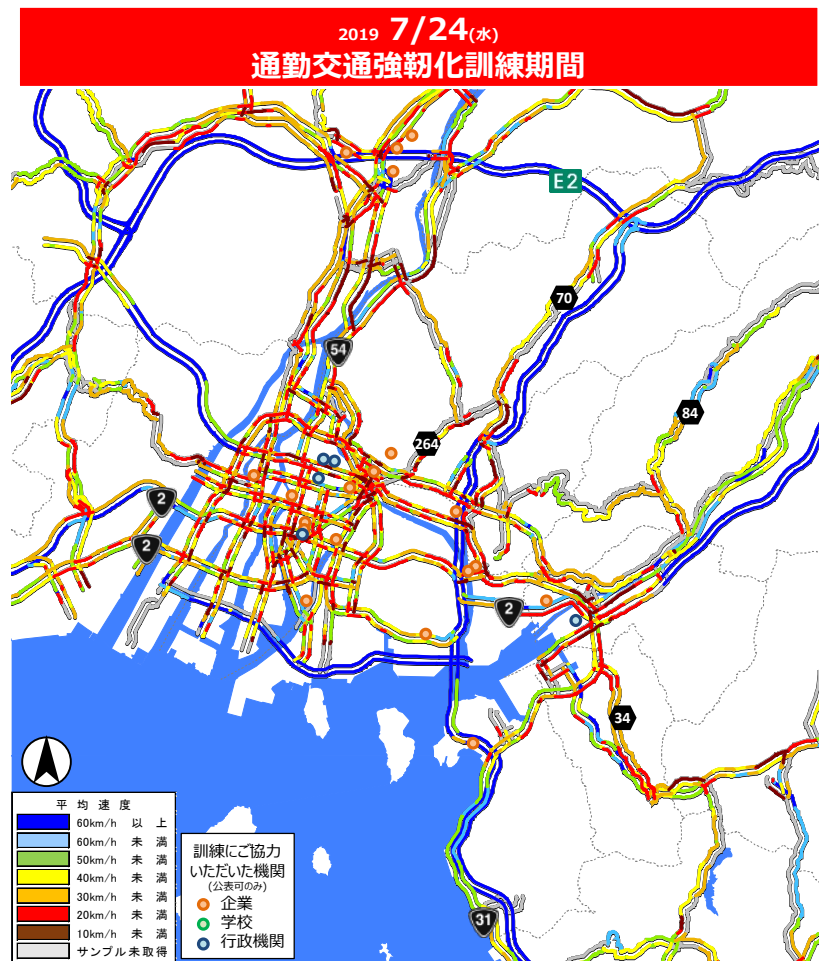 2019 7/24(水)
通勤交通強靭化訓練期間
E2
70
54
84
264
2
2
2
34
31
平均速度
60km/h 以上
60km/h 未満
50km/h 未満
40km/h 未満
30km/h 未満
20km/h 未満
10km/h 未満
サンプル未取得
訓練にご協力
いただいた機関
(公表可のみ)
企業
学校
行政機関